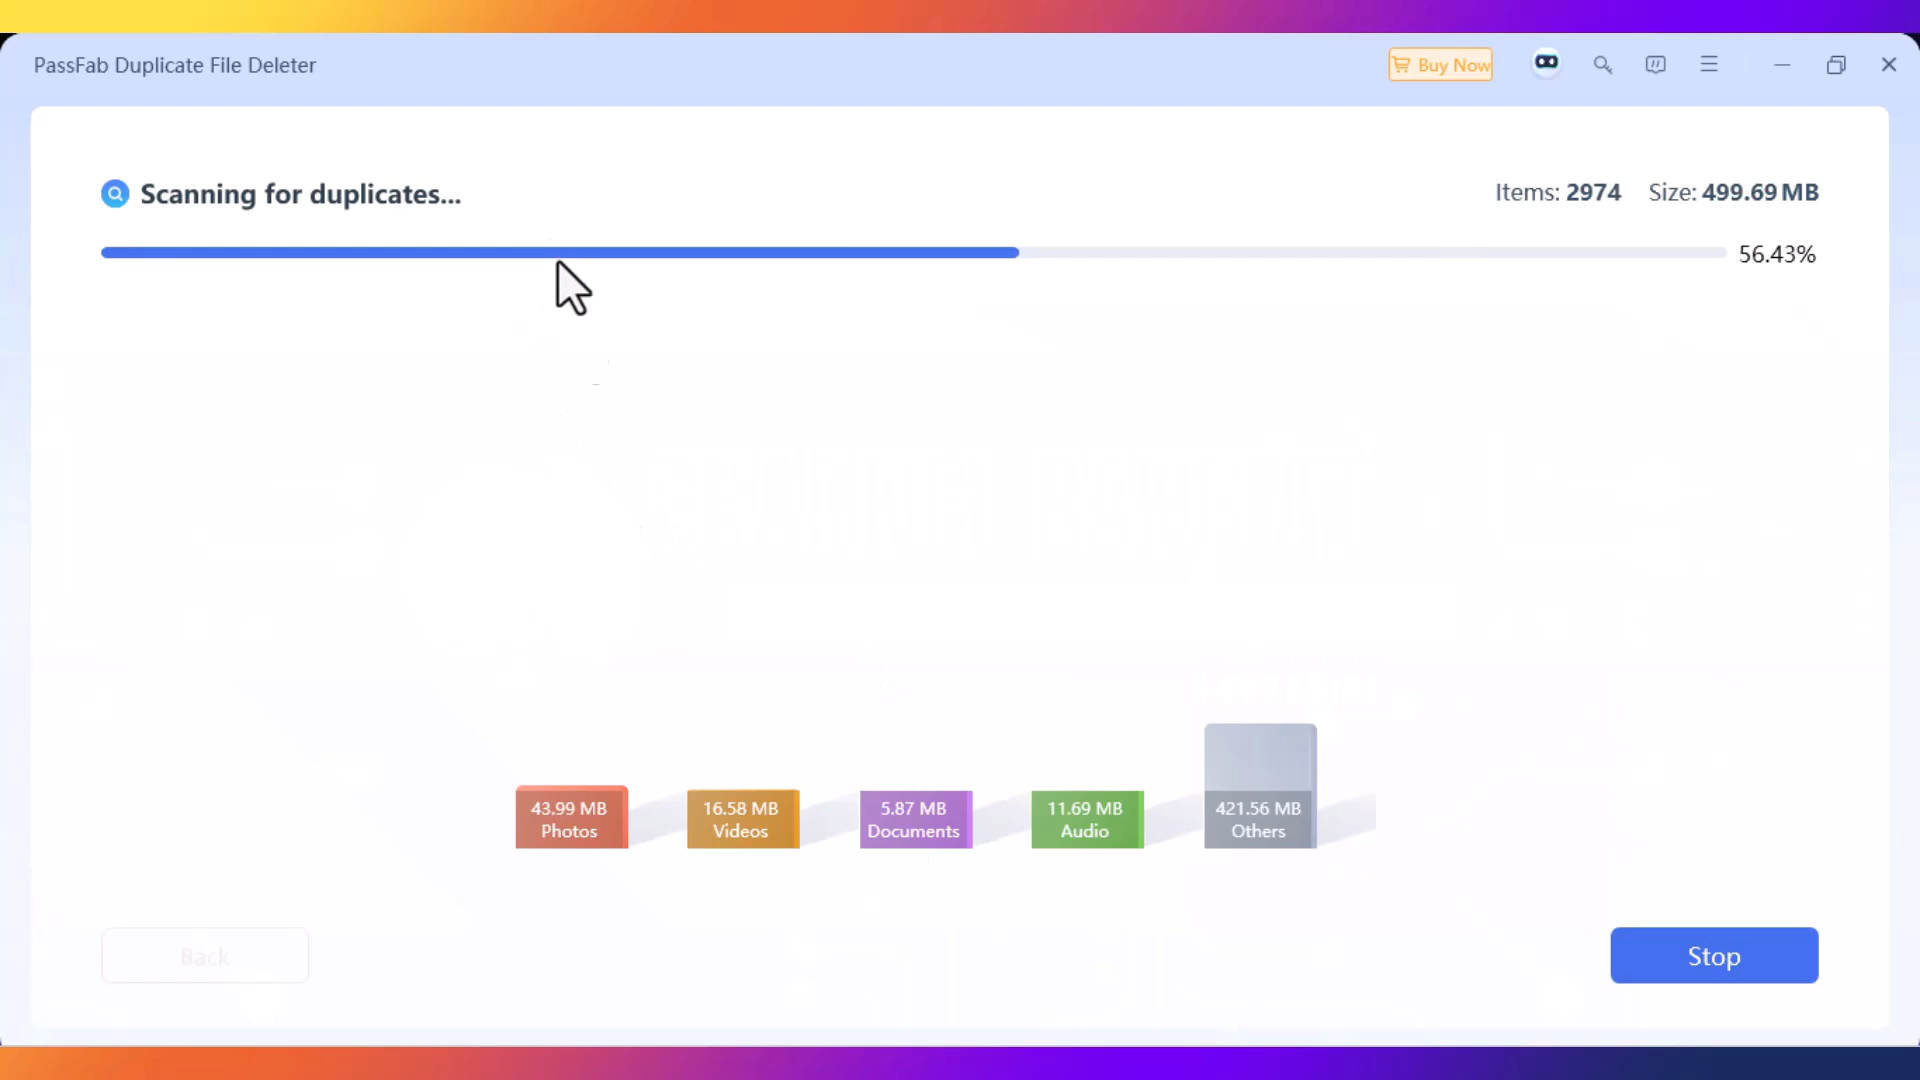 PassFab Duplicate File Deleter
Buy Now
Scanning for duplicates...
Items: 2974 Size: 499.69 MB
56.43%
43.99 MB
Photos
16.58 MB
Videos
5.87 MB
Documents
11.69 MB
Audio
421.56 MB
Others
Back
Stop